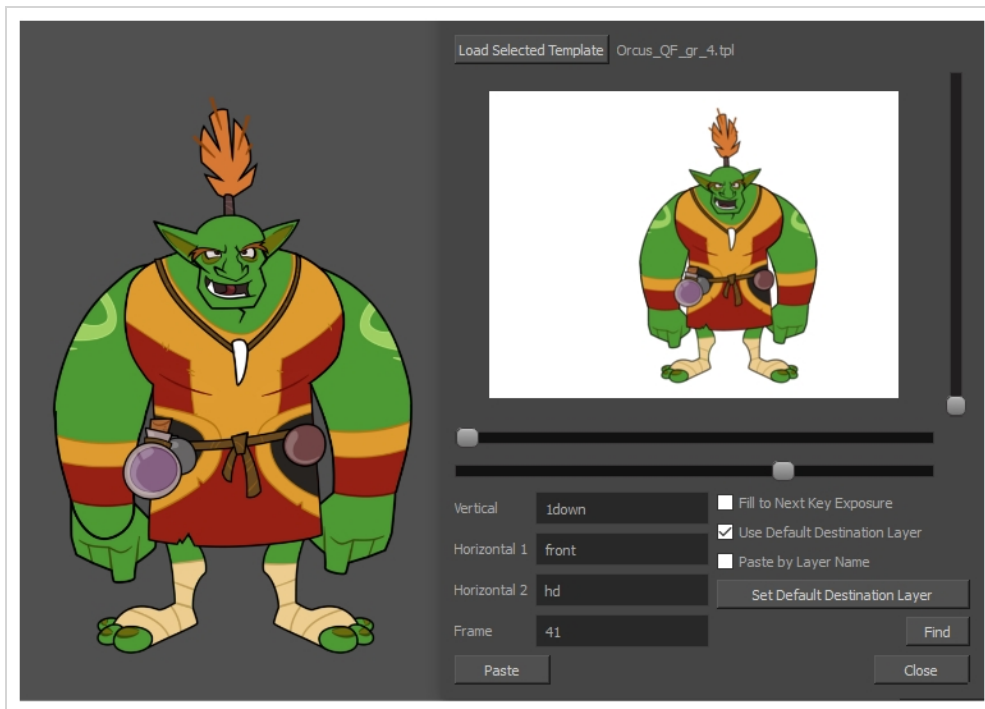 Load Selected Template Orcus_QF_gr_4.tpl
Vertical 1down
Fill to Next Key Exposure
Use Default Destination Layer
Horizontal 1 front
Paste by Layer Name
Horizontal 2 hd
Set Default Destination Layer
Frame 41
Find
Paste
Close